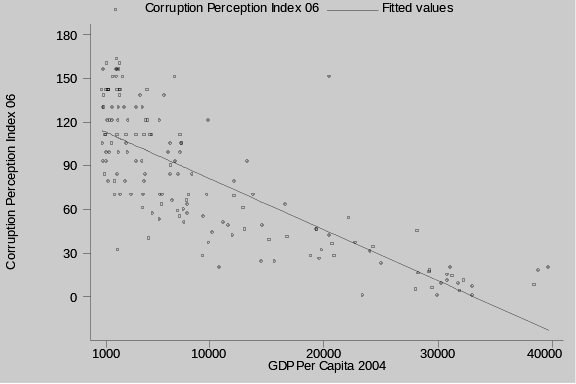 Corruption Perception Index 06 Fitted values
180
150
120
90
60
30
0
Corruption Perception Index 06
1000 10000 20000 30000 40000
GDP Per Capita 2004